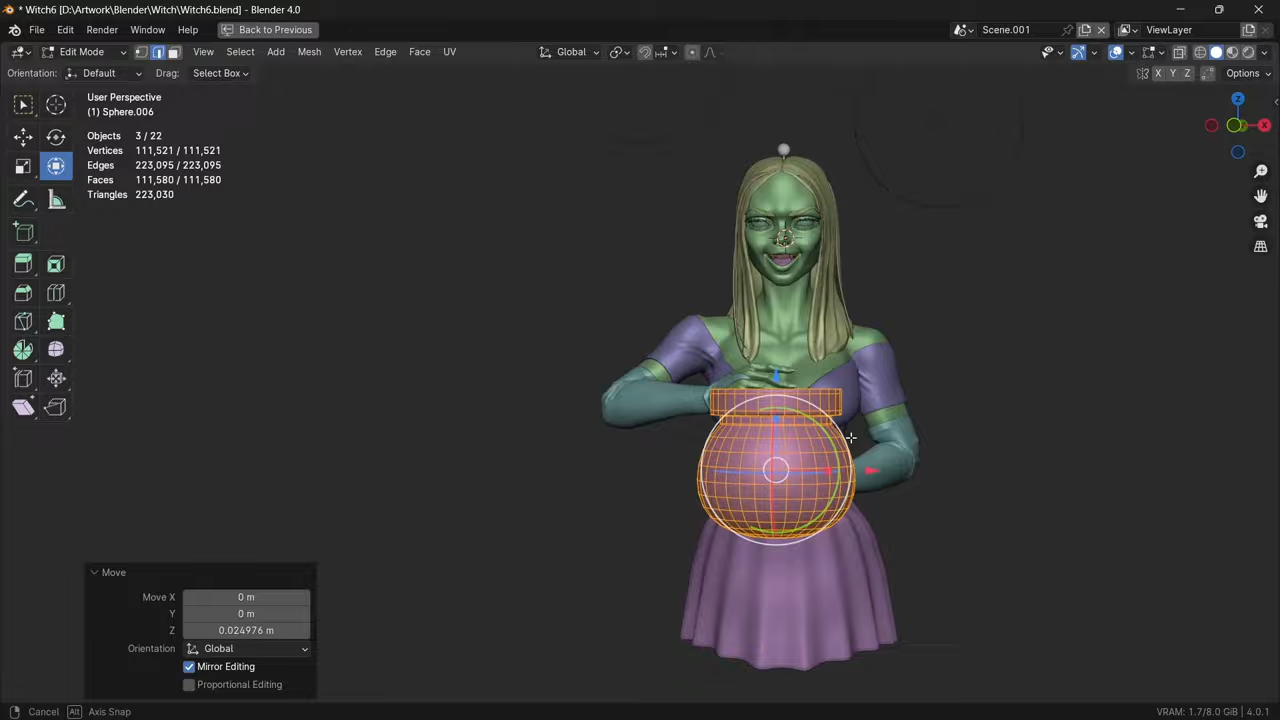 * Witch6 [D:\Artwork\Blender\Witch\Witch6.blend] - Blender 4.0
File Edit Render Window Help Back to Previous Scene.001 ViewLayer
Edit Mode View Select Add Mesh Vertex Edge Face UV Global
Orientation: Default Drag: Select Box X Y Z Options
User Perspective
(1) Sphere.006
Objects 3 / 22
Vertices 111,521 / 111,521
Edges 223,095 / 223,095
Faces 111,580 / 111,580
Triangles 223,030
Z
X
Move
Move X 0 m
Y 0 m
Z 0.024976 m
Orientation Global
Mirror Editing
Proportional Editing
Cancel Alt Axis Snap VRAM: 1.7/8.0 GiB | 4.0.1